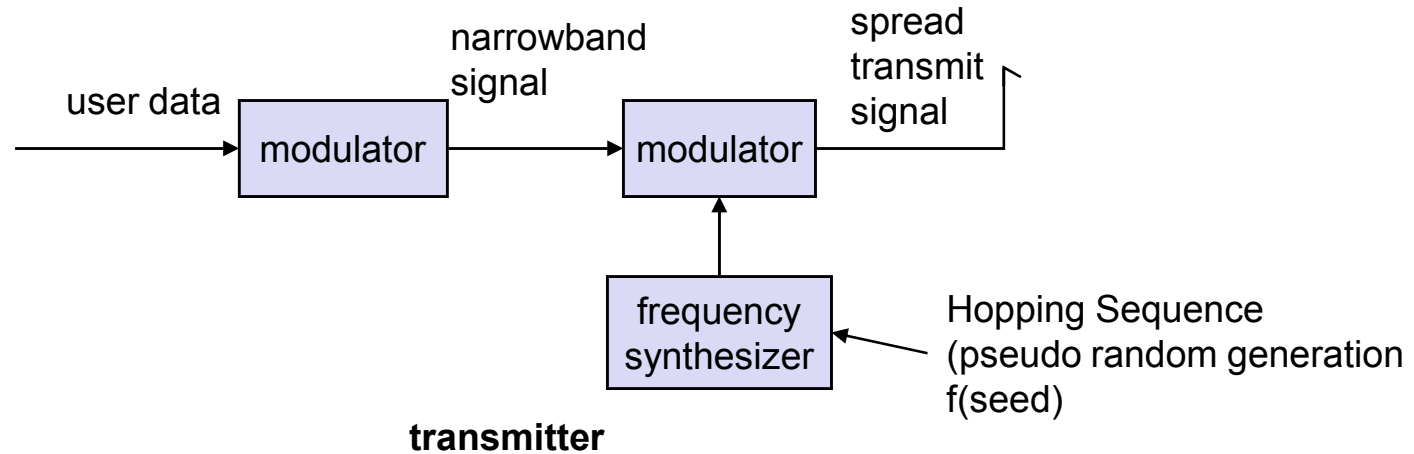 user data
modulator
narrowband
signal
modulator
spread
transmit
signal
frequency
synthesizer
Hopping Sequence
(pseudo random generation
f(seed)
transmitter